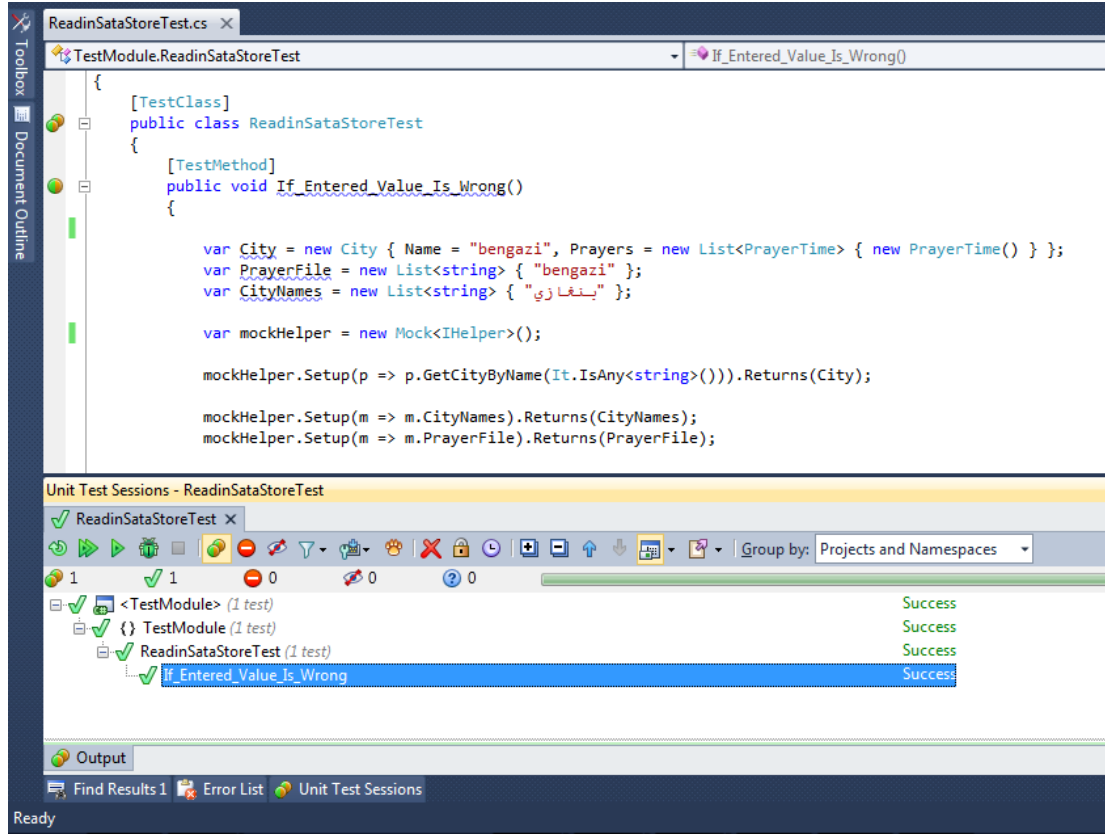 Toolbox
Document Outline
ReadinSataStoreTest.cs
TestModule.ReadinSataStoreTest
If_Entered_Value_Is_Wrong()
{
[TestClass]
public class ReadinSataStoreTest
{
[TestMethod]
public void If_Entered_Value_Is_Wrong()
{
var City = new City { Name = "bengazi", Prayers = new List<PrayerTime> { new PrayerTime() } };
var PrayerFile = new List<string> { "bengazi" };
var CityNames = new List<string> { "بنغازي" };
var mockHelper = new Mock<IHelper>();
mockHelper.Setup(p => p.GetCityByName(It.IsAny<string>())).Returns(City);
mockHelper.Setup(m => m.CityNames).Returns(CityNames);
mockHelper.Setup(m => m.PrayerFile).Returns(PrayerFile);
Unit Test Sessions - ReadinSataStoreTest
ReadinSataStoreTest
Group by: Projects and Namespaces
1 1 0 0 0
<TestModule> (1 test) Success
{} TestModule (1 test) Success
ReadinSataStoreTest (1 test) Success
If_Entered_Value_Is_Wrong Success
Output
Find Results 1 Error List Unit Test Sessions
Ready